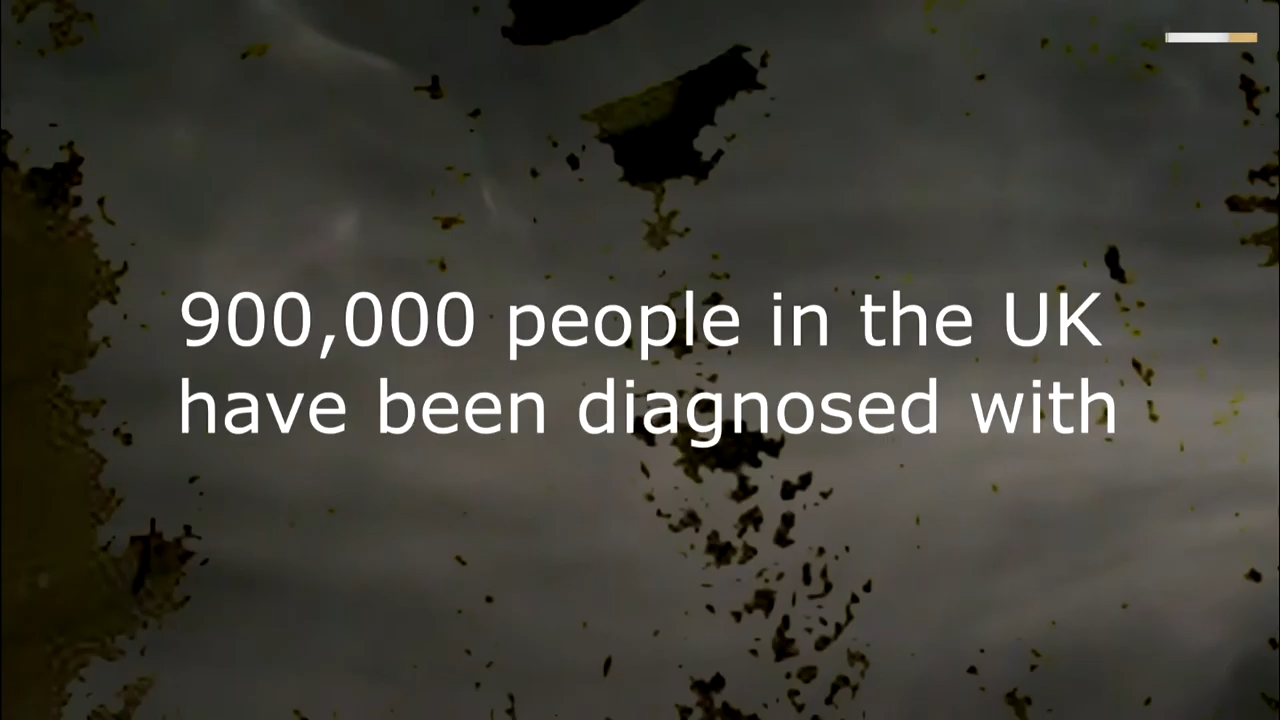 900,000 people in the UK
have been diagnosed with